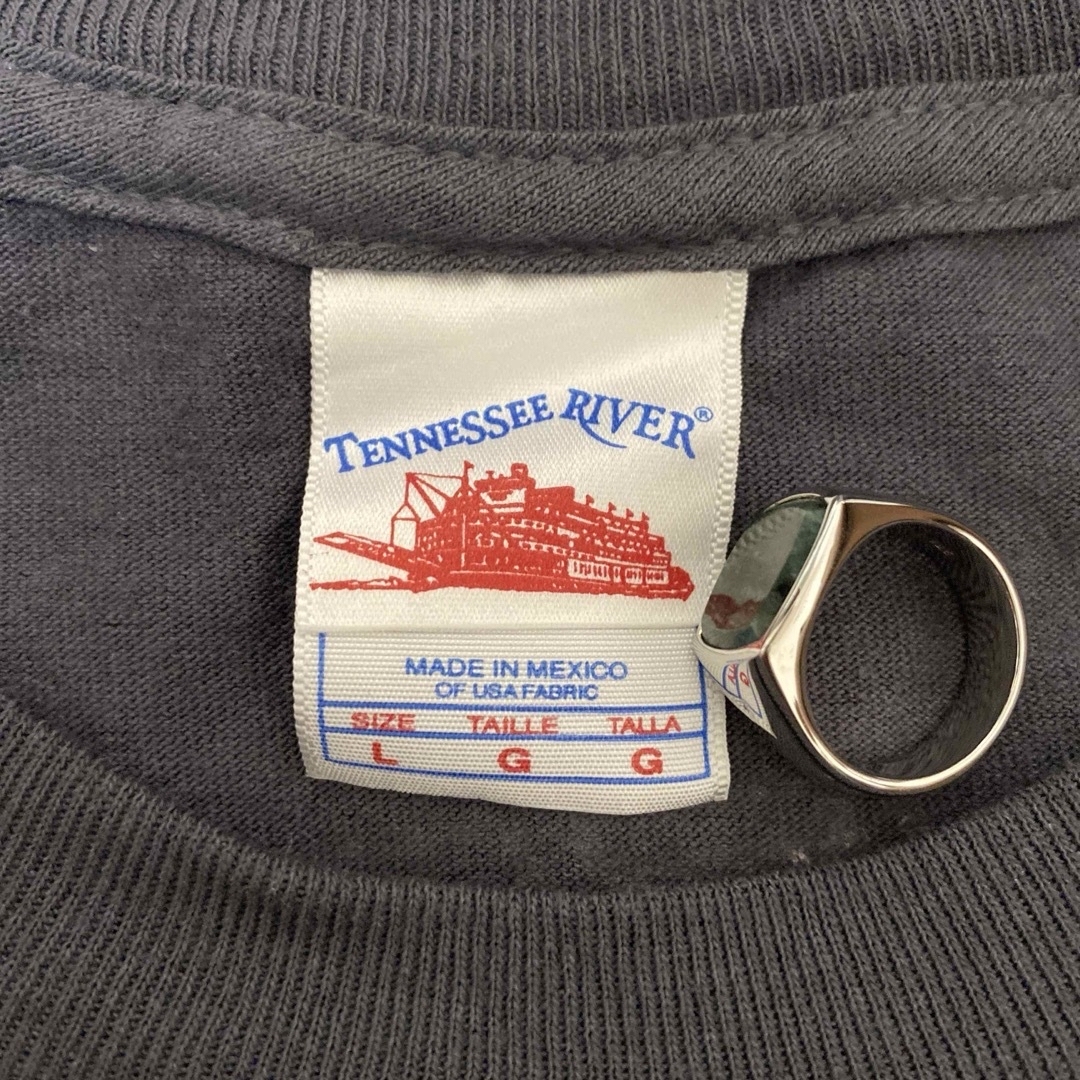 TENNESSEE RIVER®
MADE IN MEXICO
OF USA FABRIC
SIZE TAILLE TALLA
L G G